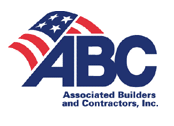 ABC
Associated Builders
and Contractors, Inc.